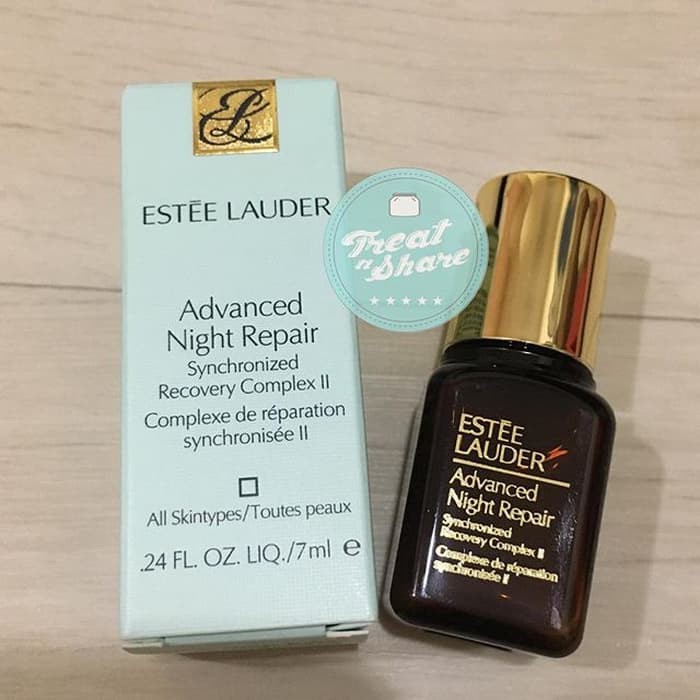 EL
ESTĒE LAUDER
Advanced
Night Repair
Synchronized
Recovery Complex II
Complexe de réparation
synchronisée II
All Skintypes/Toutes peaux
.24 FL. OZ. LIQ./7ml e
Treat
n Share
ESTĒE
LAUDER
Advanced
Night Repair
Synchronized
Recovery Complex II
Complexe de réparation
synchronisée II